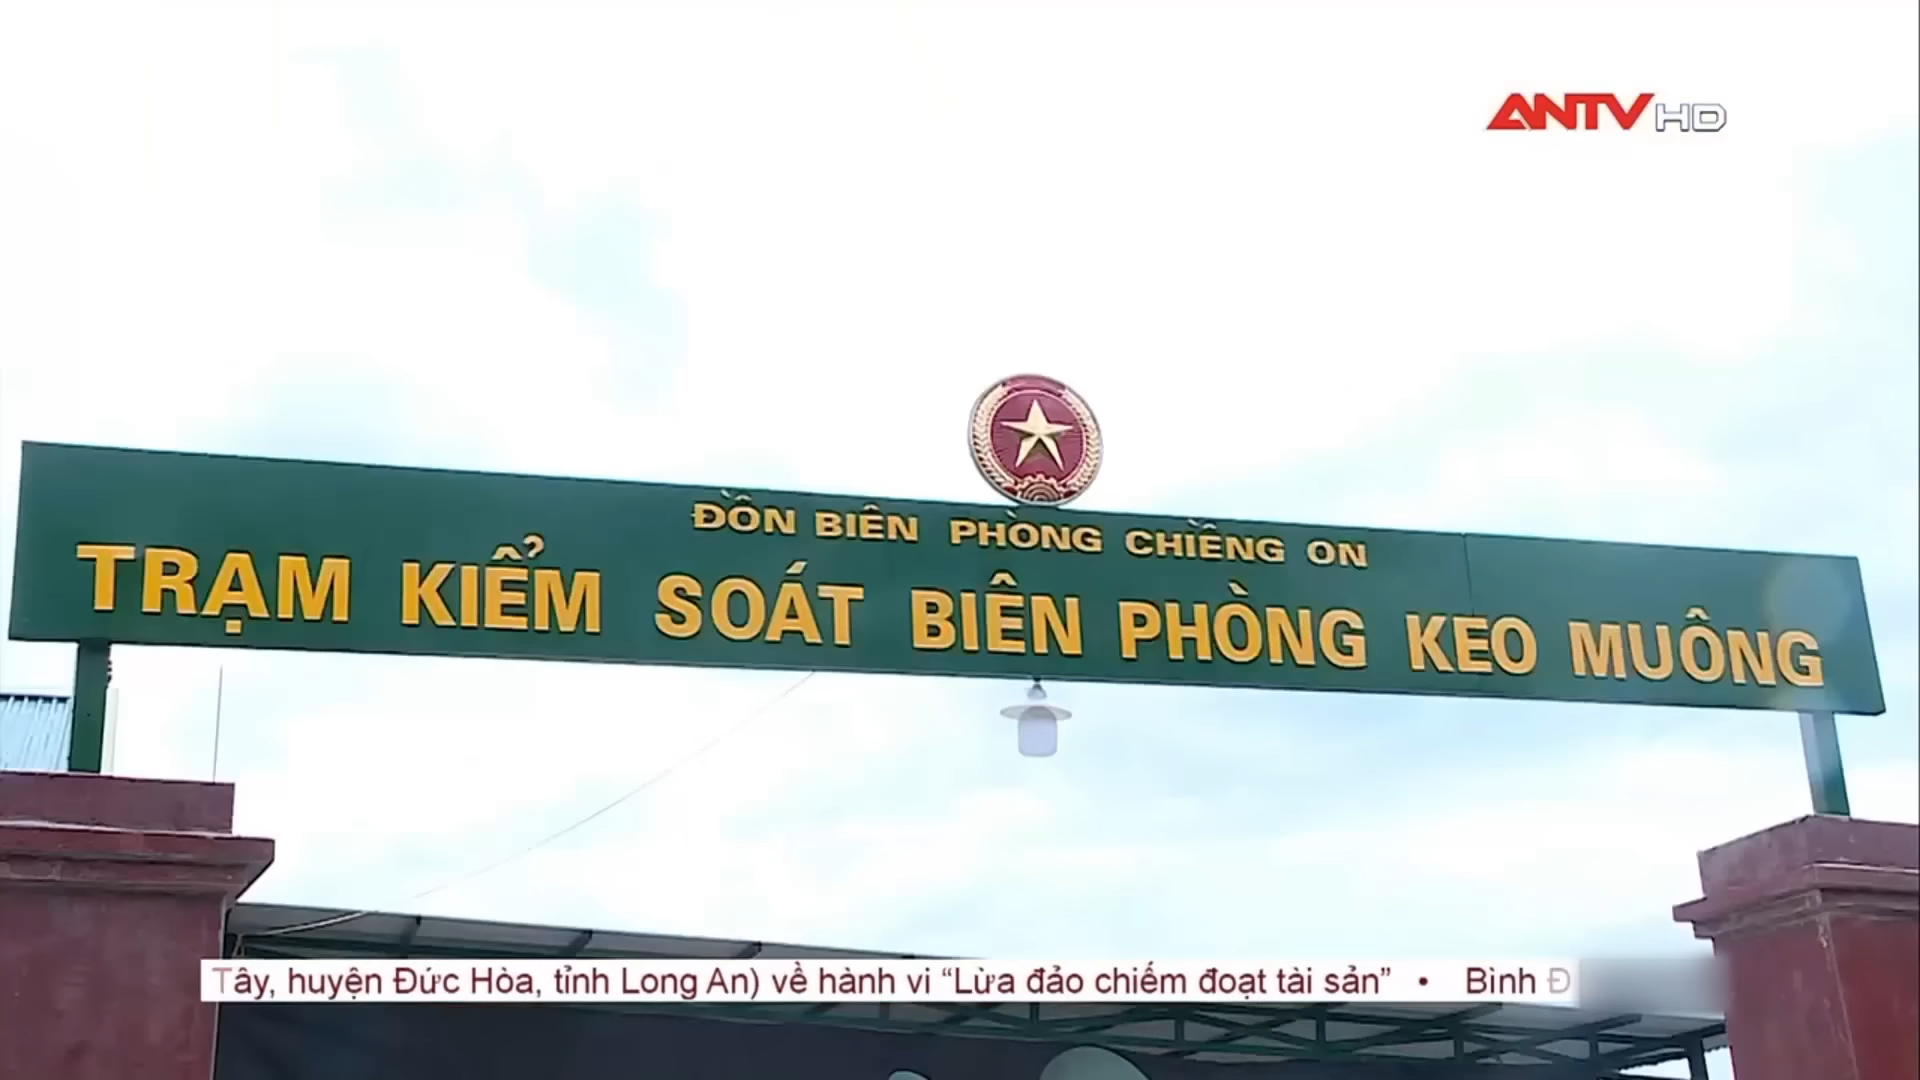 ANTV HD
ĐỒN BIÊN PHÒNG CHIỀNG ON
TRẠM KIỂM SOÁT BIÊN PHÒNG KEO MUÔNG
Tây, huyện Đức Hòa, tỉnh Long An) về hành vi “Lừa đảo chiếm đoạt tài sản” • Bình Đ